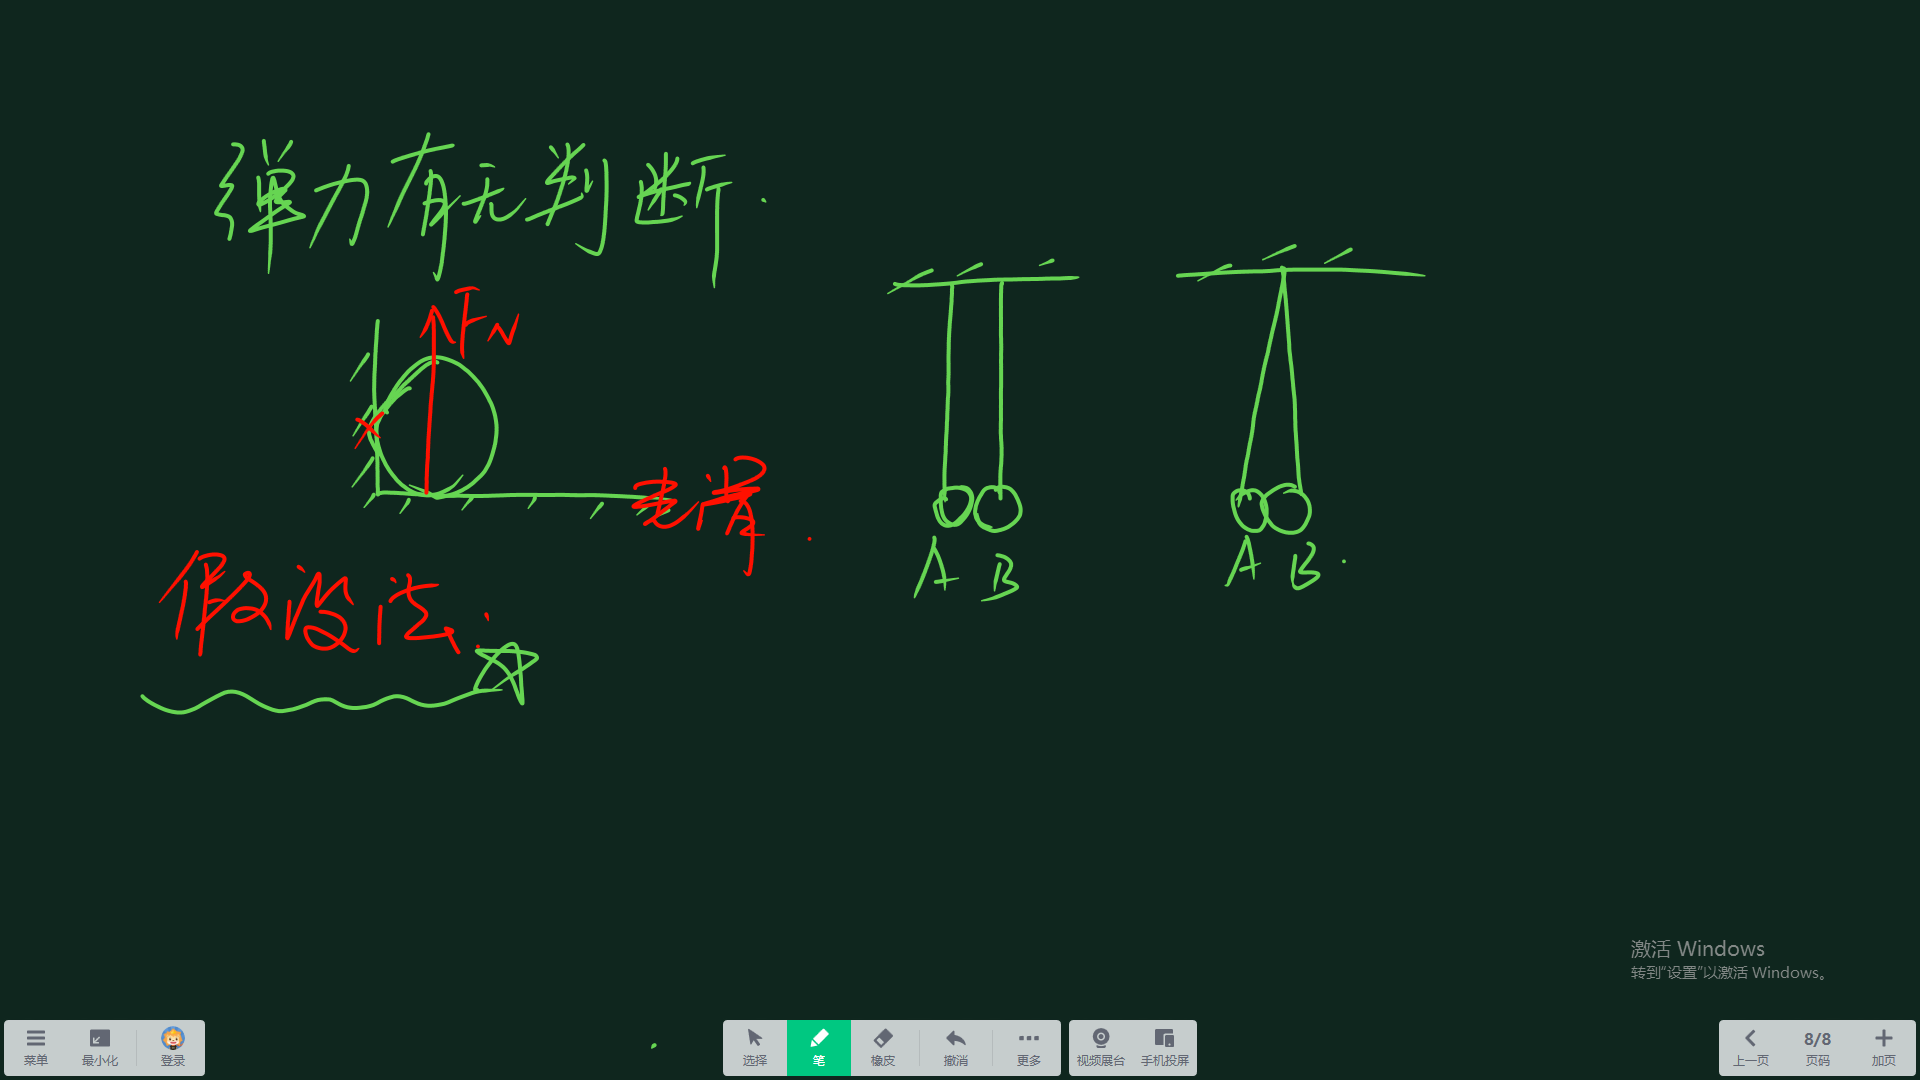 弹力有无判断.
FN
光滑.
假设法:
A B
A B.
激活 Windows
转到“设置”以激活 Windows。
菜单 最小化 登录 选择 笔 橡皮 撤消 更多 视频展台 手机投屏 上一页 8/8 页码 加页